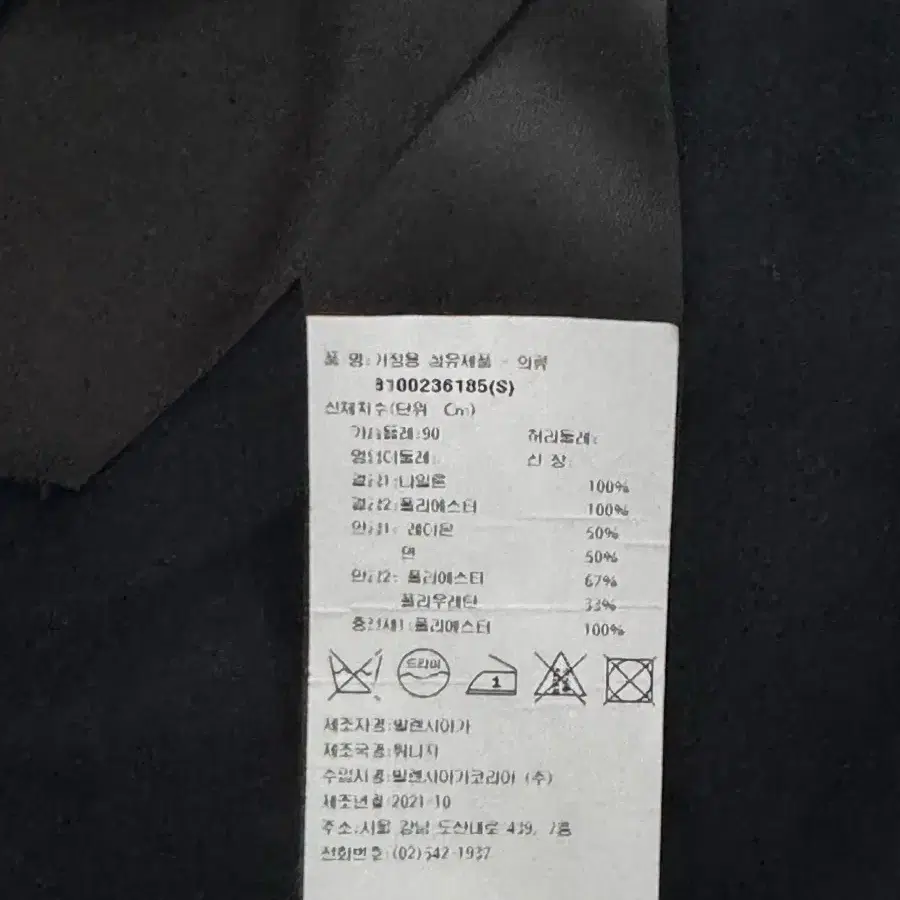 품 명:가정용 섬유제품 - 의류
8100236185(S)
신체치수(단위 Cm)
가슴둘레:90 허리둘레:
엉덩이둘레: 신 장:
겉감1:나일론 100%
겉감2:폴리에스터 100%
안감1: 레이온 50%
면 50%
안감2: 폴리에스터 67%
폴리우레탄 33%
충전재1:폴리에스터 100%
드라이
1
제조자명:발렌시아가
제조국명:튀니지
수입사명:발렌시아가코리아 (주)
제조년월:2021-10
주소:서울 강남 도산대로 439, 7층
전화번호:(02)542-1937